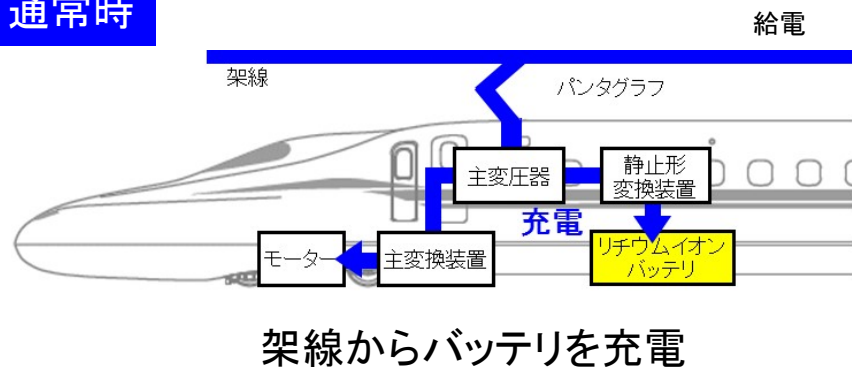 通常時
給電
架線
パンタグラフ
主変圧器
静止形
変換装置
充電
モーター
主変換装置
リチウムイオン
バッテリ
架線からバッテリを充電